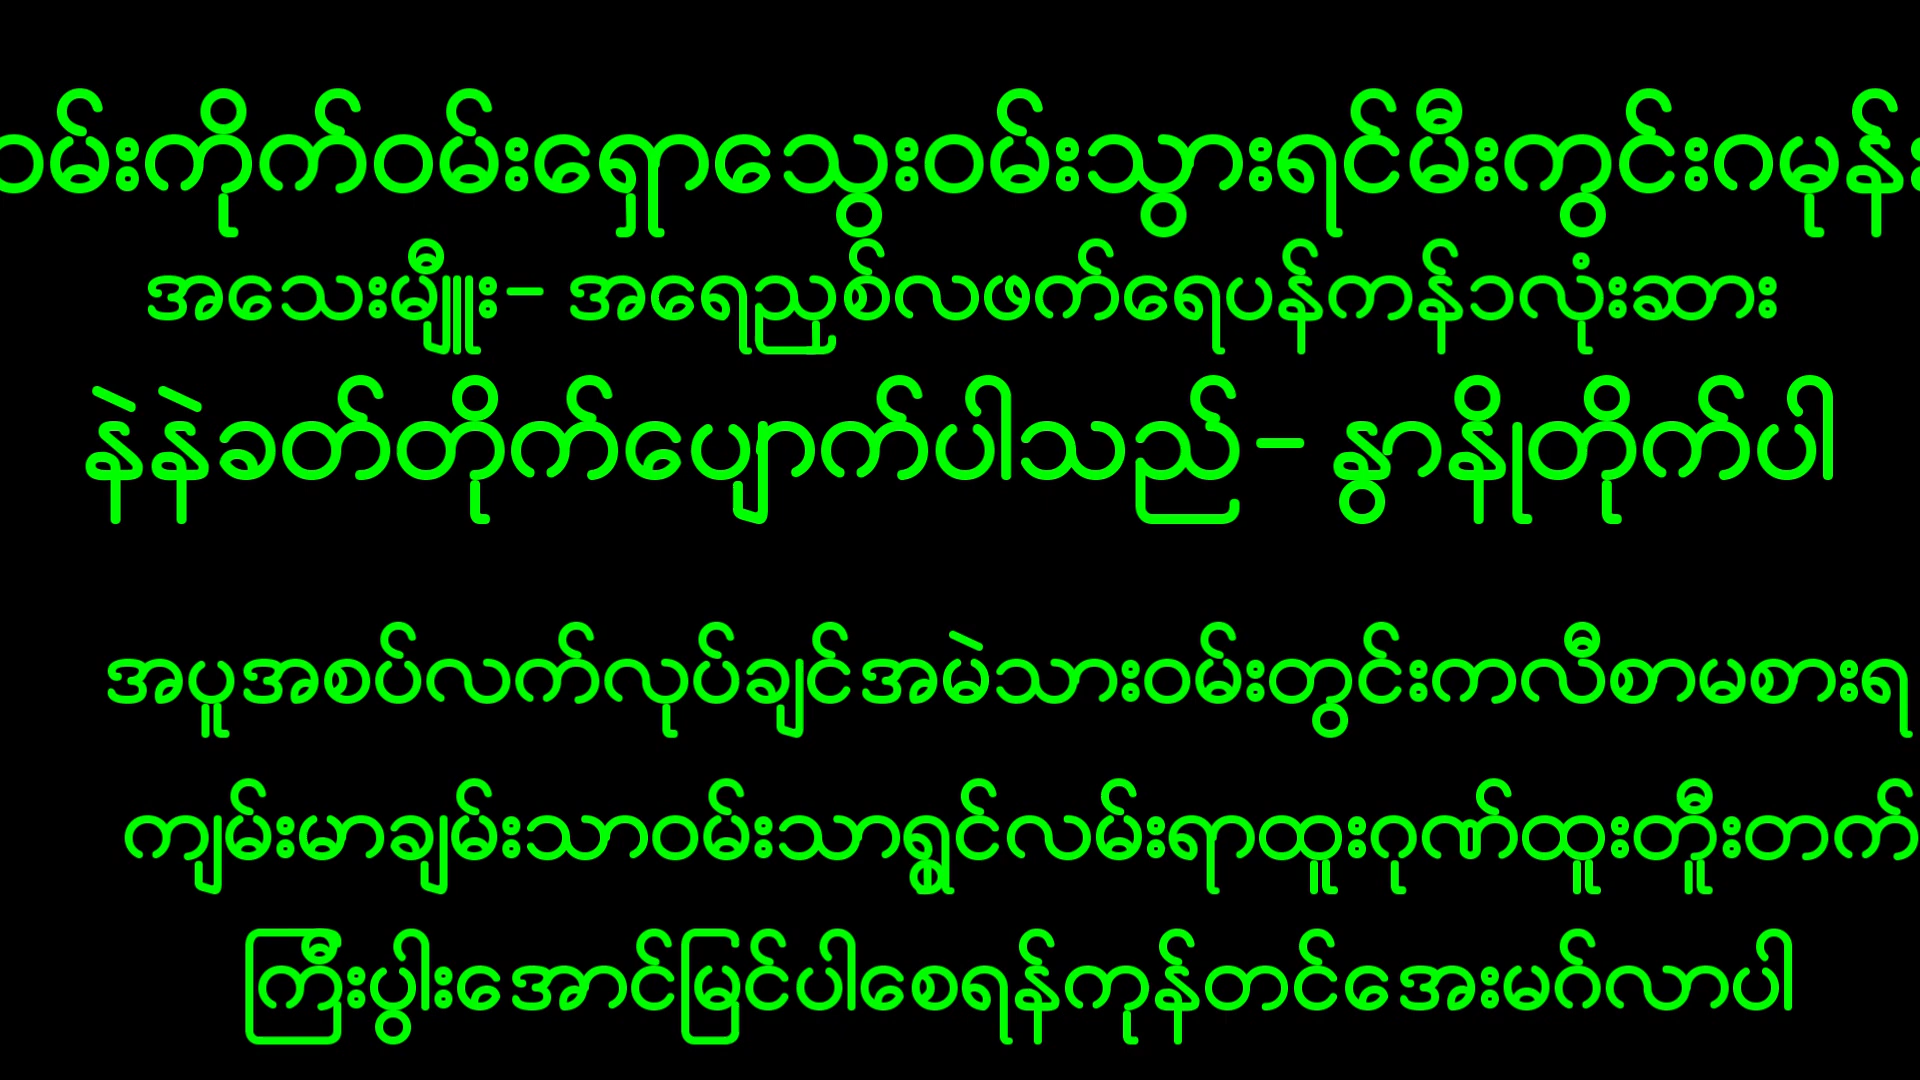 ဝမ်းကိုက်ဝမ်းရှောသွေးဝမ်းသွားရင်မီးကွင်းဂမုန်း
အသေးမျှီူး– အရေညှစ်လဖက်ရေပန်ကန်၁လုံးဆား
နဲနဲခတ်တိုက်ပျောက်ပါသည်– နွှာနို့တိုက်ပါ
အပူအစပ်လက်လုပ်ချင်အမဲသားဝမ်းတွင်းကလီစာမစားရ
ကျမ်းမာချမ်းသာဝမ်းသာရွှင်လမ်းရာထူးဂုဏ်ထူးတိူးတက်
ကြီးပွါးအောင်မြင်ပါစေရန်ကုန်တင်အေးမဂ်လာပါ